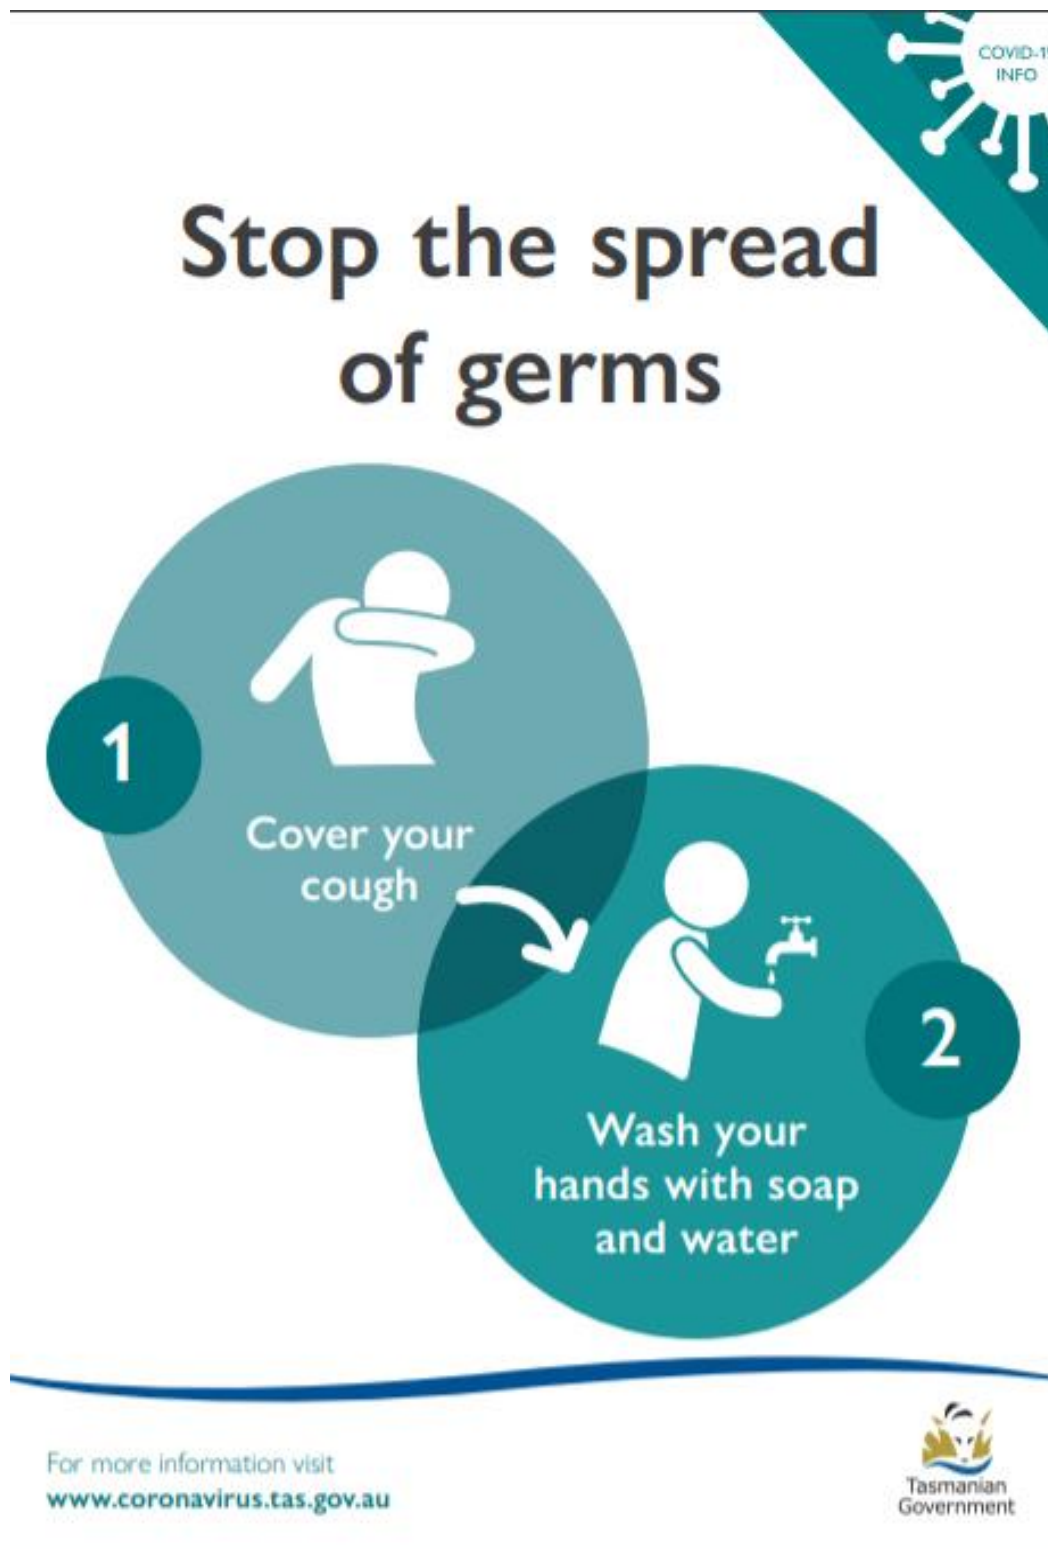 COVID-19
INFO
Stop the spread
of germs
1
Cover your
cough
2
Wash your
hands with soap
and water
For more information visit
www.coronavirus.tas.gov.au
Tasmanian
Government